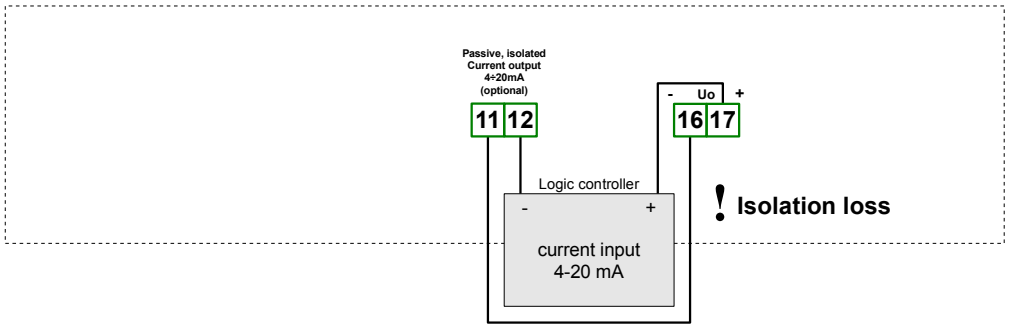 Passive, isolated
Current output
4÷20mA
(optional)
- Uo +
11 12
16 17
Logic controller
- +
! Isolation loss
current input
4-20 mA